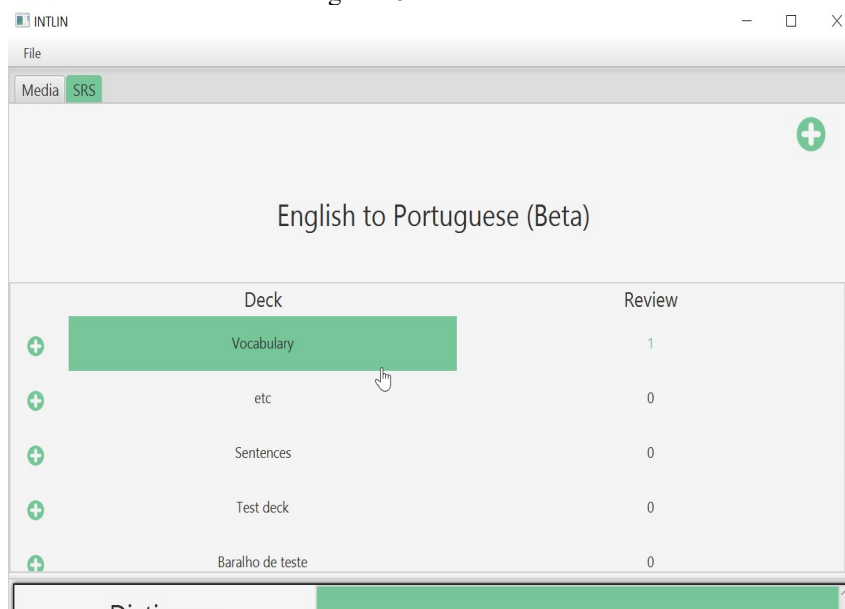 INTLIN
File
Media SRS
English to Portuguese (Beta)
Deck Review
Vocabulary 1
etc 0
Sentences 0
Test deck 0
Baralho de teste 0